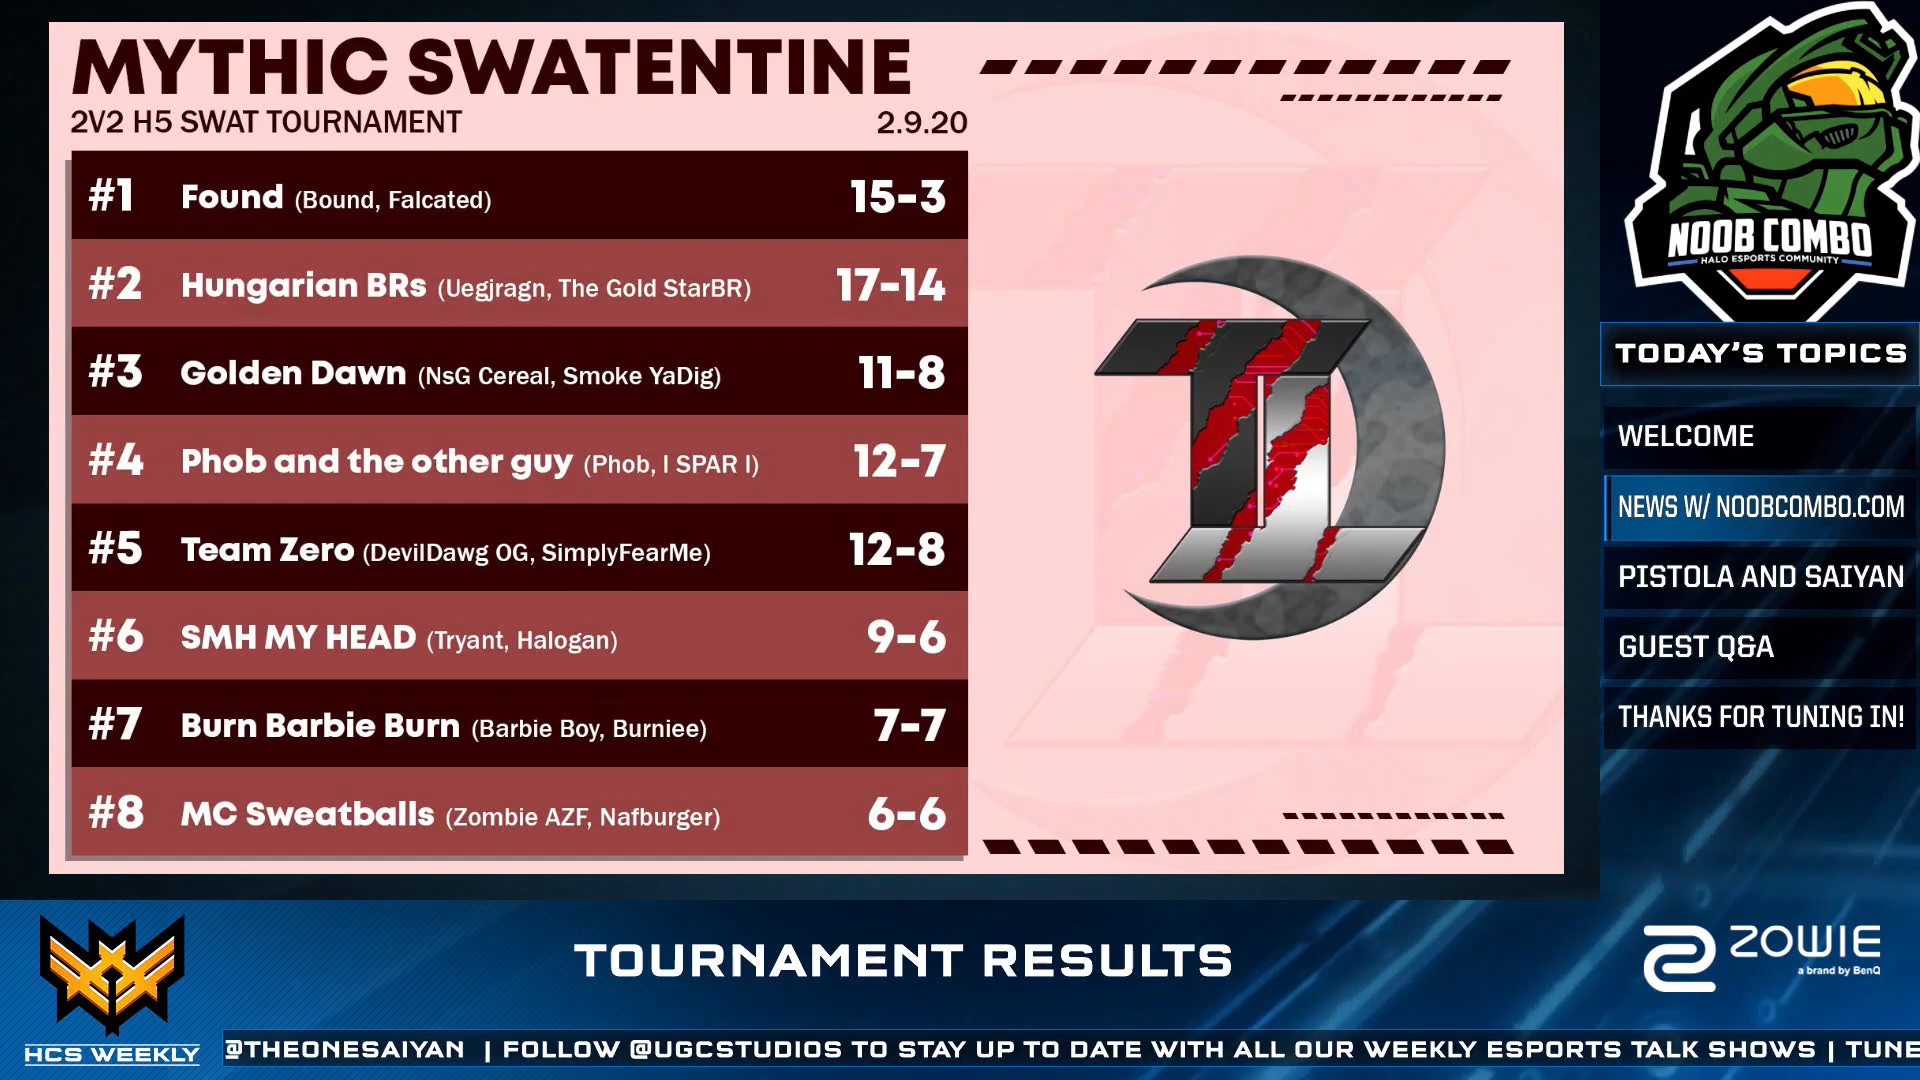 MYTHIC SWATENTINE
2V2 H5 SWAT TOURNAMENT 2.9.20
#1 Found (Bound, Falcated) 15-3
#2 Hungarian BRs (Uegjragn, The Gold StarBR) 17-14
#3 Golden Dawn (NsG Cereal, Smoke YaDig) 11-8
#4 Phob and the other guy (Phob, I SPAR I) 12-7
#5 Team Zero (DevilDawg OG, SimplyFearMe) 12-8
#6 SMH MY HEAD (Tryant, Halogan) 9-6
#7 Burn Barbie Burn (Barbie Boy, Burniee) 7-7
#8 MC Sweatballs (Zombie AZF, Nafburger) 6-6
NOOB COMBO
HALO ESPORTS COMMUNITY
TODAY'S TOPICS
WELCOME
NEWS W/ NOOBCOMBO.COM
PISTOLA AND SAIYAN
GUEST Q&A
THANKS FOR TUNING IN!
TOURNAMENT RESULTS
ZOWIE
a brand by BenQ
HCS WEEKLY
@THEONESAIYAN | FOLLOW @UGCSTUDIOS TO STAY UP TO DATE WITH ALL OUR WEEKLY ESPORTS TALK SHOWS | TUNE